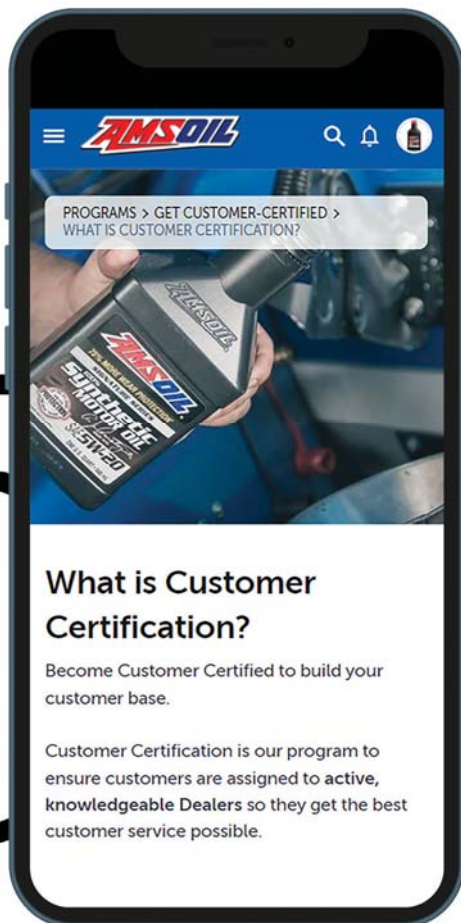 AMSOIL
PROGRAMS > GET CUSTOMER-CERTIFIED >
WHAT IS CUSTOMER CERTIFICATION?
AMSOIL
AMSOIL
Synthetic
MOTOR OIL
5W-20
What is Customer
Certification?
Become Customer Certified to build your
customer base.
Customer Certification is our program to
ensure customers are assigned to active,
knowledgeable Dealers so they get the best
customer service possible.